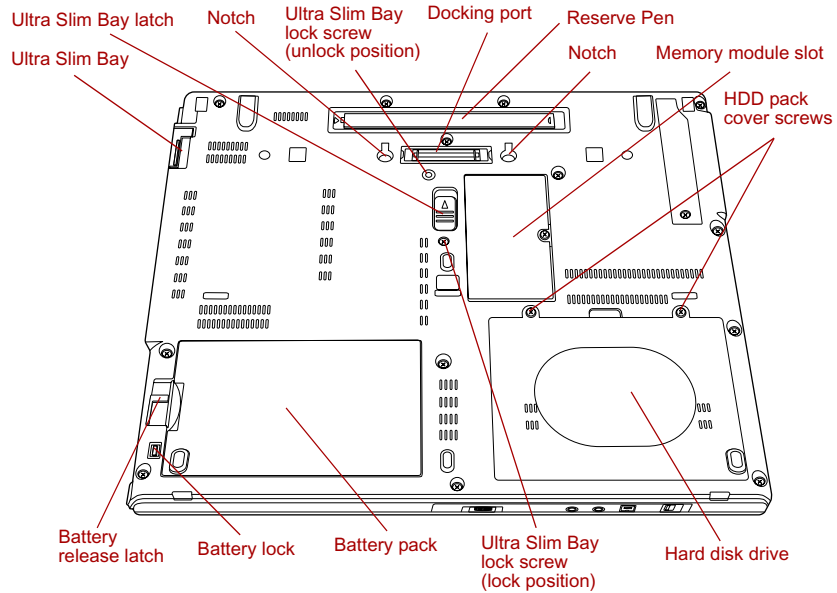 Ultra Slim Bay latch
Notch
Ultra Slim Bay
lock screw
(unlock position)
Docking port
Reserve Pen
Ultra Slim Bay
Notch
Memory module slot
HDD pack
cover screws
Battery
release latch
Battery lock
Battery pack
Ultra Slim Bay
lock screw
(lock position)
Hard disk drive